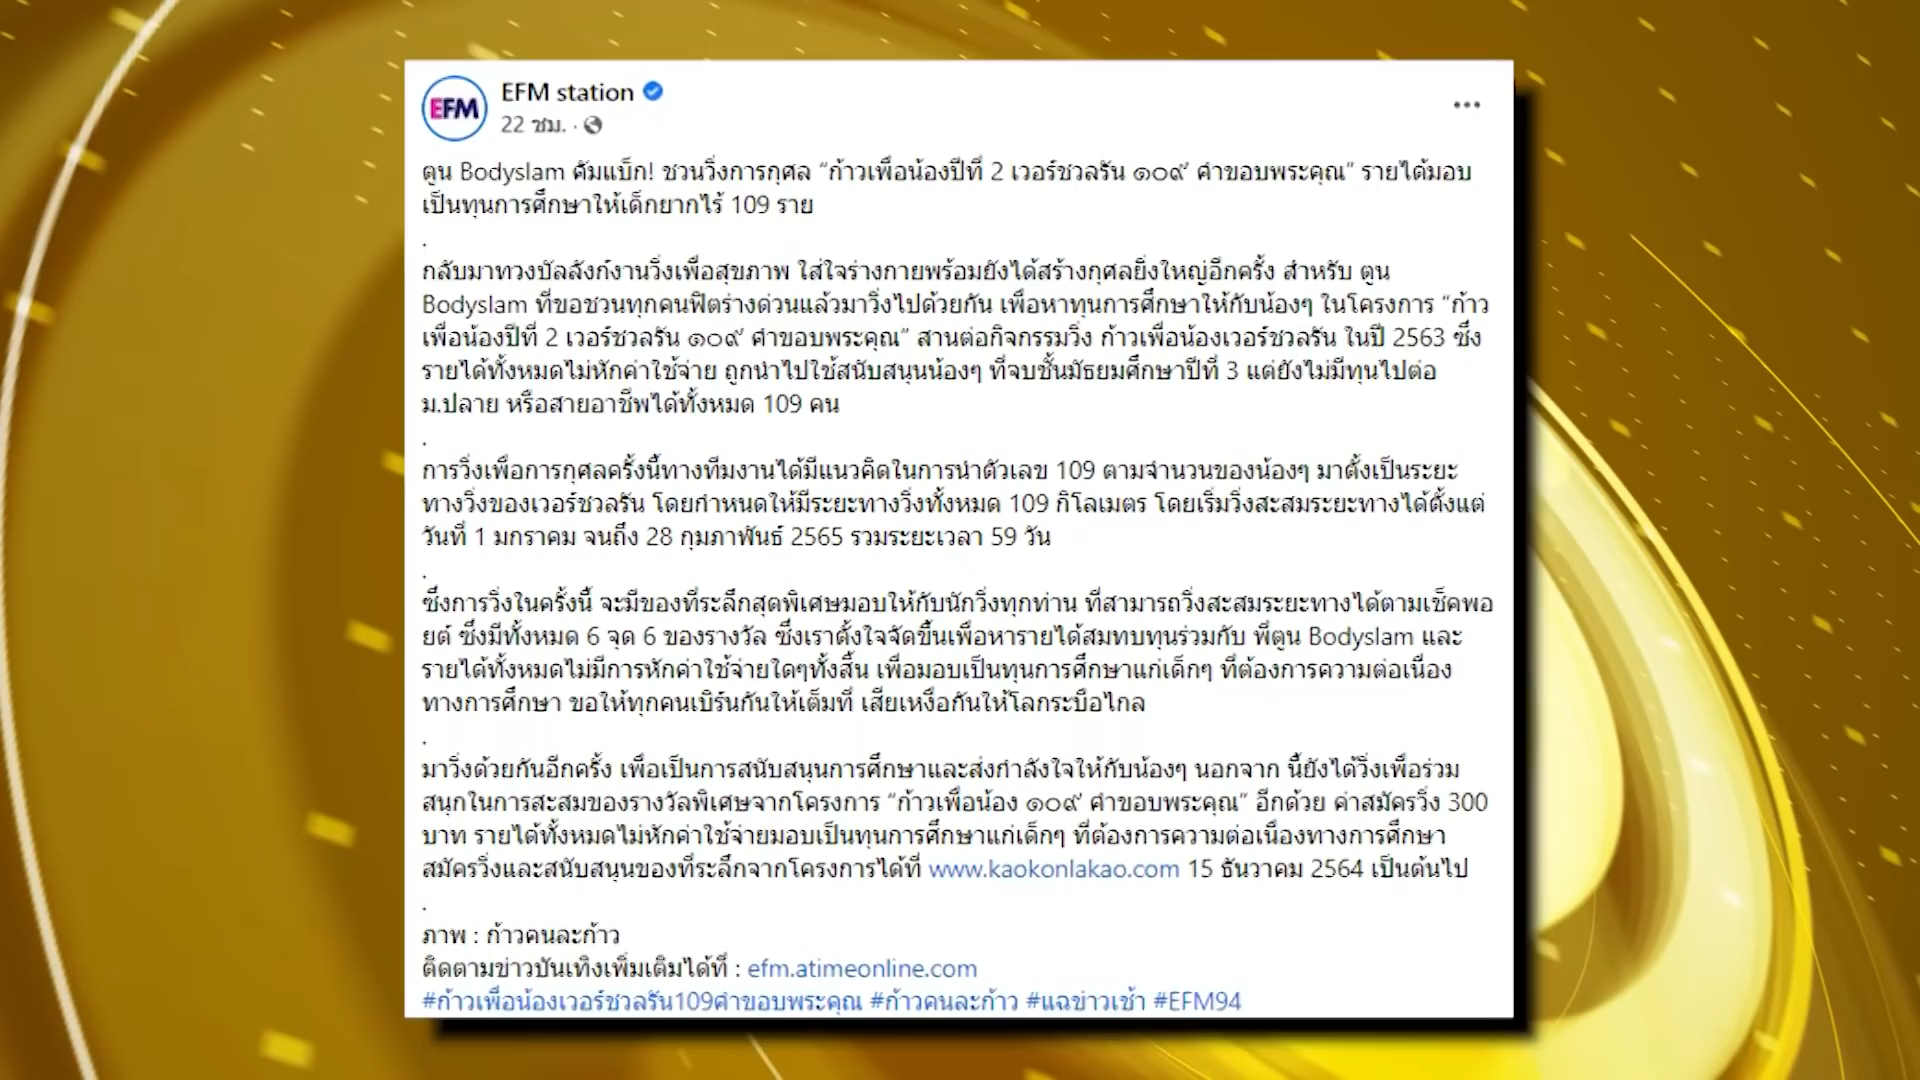 EFM
EFM station
22 ชม. ·
ตูน Bodyslam คัมแบ็ก! ชวนวิ่งการกุศล “ก้าวเพื่อน้องปีที่ 2 เวอร์ชวลรัน ๑๐๙ คำขอบพระคุณ” รายได้มอบ
เป็นทุนการศึกษาให้เด็กยากไร้ 109 ราย
.
กลับมาทวงบัลลังก์งานวิ่งเพื่อสุขภาพ ใส่ใจร่างกายพร้อมยังได้สร้างกุศลยิ่งใหญ่อีกครั้ง สำหรับ ตูน
Bodyslam ที่ขอชวนทุกคนฟิตร่างด่วนแล้วมาวิ่งไปด้วยกัน เพื่อหาทุนการศึกษาให้กับน้องๆ ในโครงการ “ก้าว
เพื่อน้องปีที่ 2 เวอร์ชวลรัน ๑๐๙ คำขอบพระคุณ” สานต่อกิจกรรมวิ่ง ก้าวเพื่อน้องเวอร์ชวลรัน ในปี 2563 ซึ่ง
รายได้ทั้งหมดไม่หักค่าใช้จ่าย ถูกนำไปใช้สนับสนุนน้องๆ ที่จบชั้นมัธยมศึกษาปีที่ 3 แต่ยังไม่มีทุนไปต่อ
ม.ปลาย หรือสายอาชีพได้ทั้งหมด 109 คน
.
การวิ่งเพื่อการกุศลครั้งนี้ทางทีมงานได้มีแนวคิดในการนำตัวเลข 109 ตามจำนวนของน้องๆ มาตั้งเป็นระยะ
ทางวิ่งของเวอร์ชวลรัน โดยกำหนดให้มีระยะทางวิ่งทั้งหมด 109 กิโลเมตร โดยเริ่มวิ่งสะสมระยะทางได้ตั้งแต่
วันที่ 1 มกราคม จนถึง 28 กุมภาพันธ์ 2565 รวมระยะเวลา 59 วัน
.
ซึ่งการวิ่งในครั้งนี้ จะมีของที่ระลึกสุดพิเศษมอบให้กับนักวิ่งทุกท่าน ที่สามารถวิ่งสะสมระยะทางได้ตามเช็คพอ
ยต์ ซึ่งมีทั้งหมด 6 จุด 6 ของรางวัล ซึ่งเราตั้งใจจัดขึ้นเพื่อหารายได้สมทบทุนร่วมกับ พี่ตูน Bodyslam และ
รายได้ทั้งหมดไม่มีการหักค่าใช้จ่ายใดๆทั้งสิ้น เพื่อมอบเป็นทุนการศึกษาแก่เด็กๆ ที่ต้องการความต่อเนื่อง
ทางการศึกษา ขอให้ทุกคนเบิร์นกันให้เต็มที่ เสียเหงื่อกันให้โลกระบือไกล
.
มาวิ่งด้วยกันอีกครั้ง เพื่อเป็นการสนับสนุนการศึกษาและส่งกำลังใจให้กับน้องๆ นอกจาก นี้ยังได้วิ่งเพื่อร่วม
สนุกในการสะสมของรางวัลพิเศษจากโครงการ “ก้าวเพื่อน้อง ๑๐๙ คำขอบพระคุณ” อีกด้วย ค่าสมัครวิ่ง 300
บาท รายได้ทั้งหมดไม่หักค่าใช้จ่ายมอบเป็นทุนการศึกษาแก่เด็กๆ ที่ต้องการความต่อเนื่องทางการศึกษา
สมัครวิ่งและสนับสนุนของที่ระลึกจากโครงการได้ที่ www.kaokonlakao.com 15 ธันวาคม 2564 เป็นต้นไป
.
ภาพ : ก้าวคนละก้าว
ติดตามข่าวบันเทิงเพิ่มเติมได้ที่ : efm.atimeonline.com
#ก้าวเพื่อน้องเวอร์ชวลรัน109คำขอบพระคุณ #ก้าวคนละก้าว #แฉข่าวเช้า #EFM94